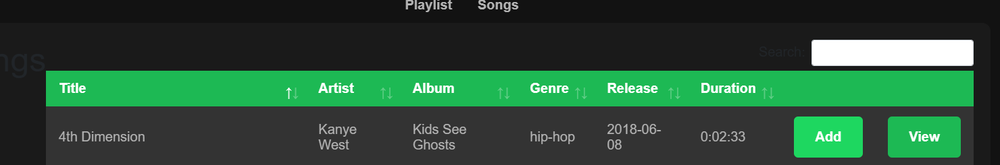 Playlist Songs
ngs
Search:
Title Artist Album Genre Release Duration
4th Dimension Kanye West Kids See Ghosts hip-hop 2018-06-08 0:02:33 Add View